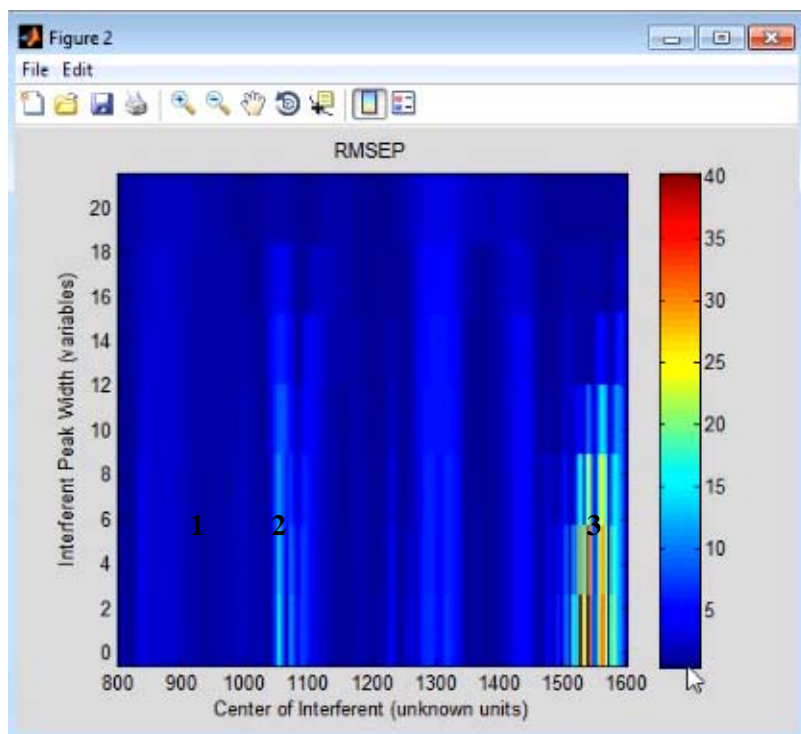 Figure 2
File Edit
RMSEP
Interferent Peak Width (variables)
20
18
16
14
12
10
8
6
4
2
0
1 2 3
800 900 1000 1100 1200 1300 1400 1500 1600
Center of Interferent (unknown units)
40
35
30
25
20
15
10
5